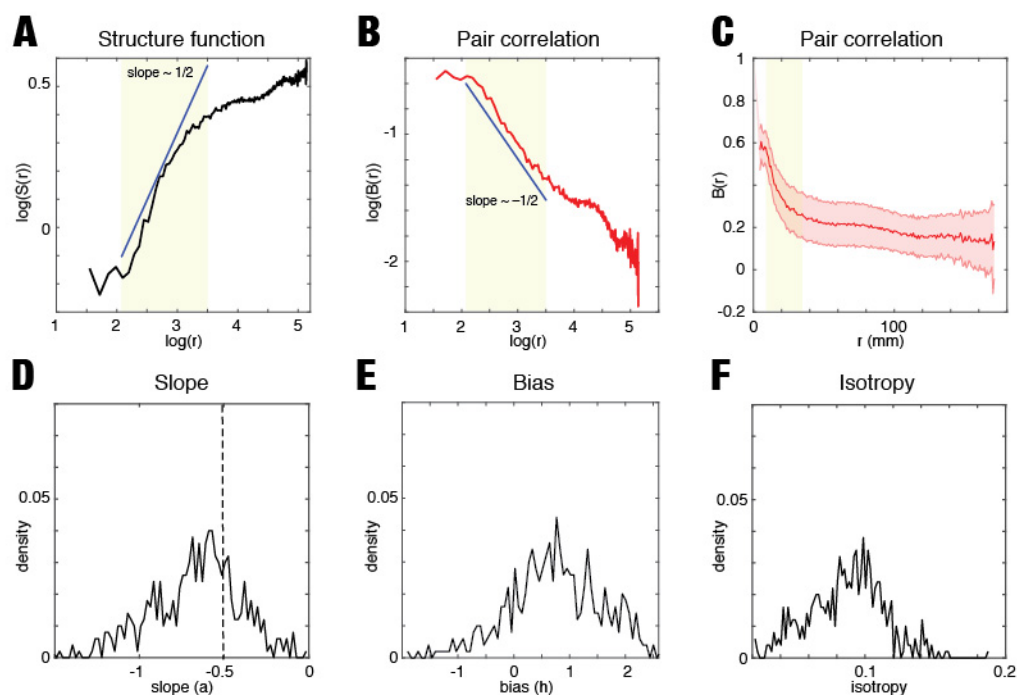 A
Structure function
slope ~ 1/2
0.5
0
log(S(r))
1
2
3
4
5
log(r)
B
Pair correlation
slope ~ −1/2
-1
-2
log(B(r))
1
2
3
4
5
log(r)
C
Pair correlation
1
0.8
0.6
0.4
0.2
0
-0.2
B(r)
0
100
r (mm)
D
Slope
0.05
0
density
-1
-0.5
0
slope (a)
E
Bias
0.05
0
density
-1
0
1
2
bias (h)
F
Isotropy
0.05
0
density
0.1
0.2
isotropy